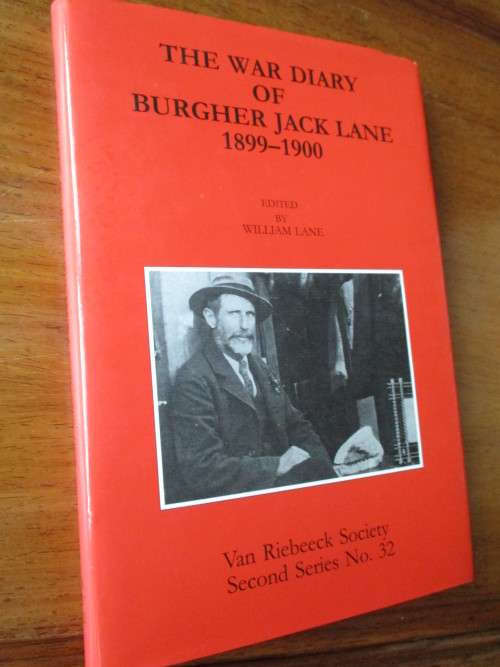 THE WAR DIARY
OF
BURGHER JACK LANE
1899–1900
EDITED
BY
WILLIAM LANE
Van Riebeeck Society
Second Series No. 32